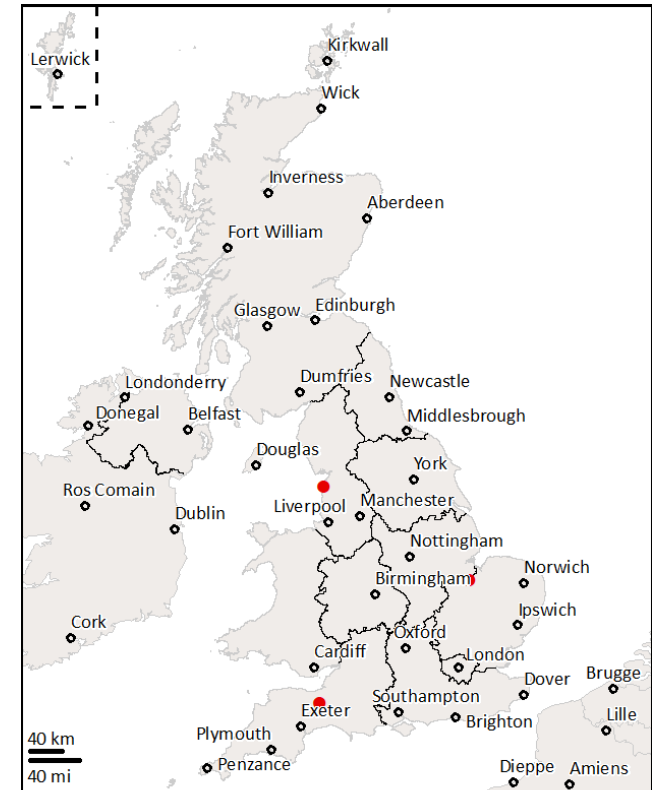 Kirkwall
Lerwick
Wick
Inverness
Aberdeen
Fort William
Glasgow
Edinburgh
Dumfries
Londonderry
Newcastle
Donegal
Belfast
Middlesbrough
Douglas
York
Ros Comain
Liverpool
Manchester
Dublin
Nottingham
Norwich
Birmingham
Ipswich
Cork
Oxford
Cardiff
London
Dover
Brugge
Southampton
Exeter
Brighton
Lille
Plymouth
40 km
Penzance
40 mi
Dieppe
Amiens